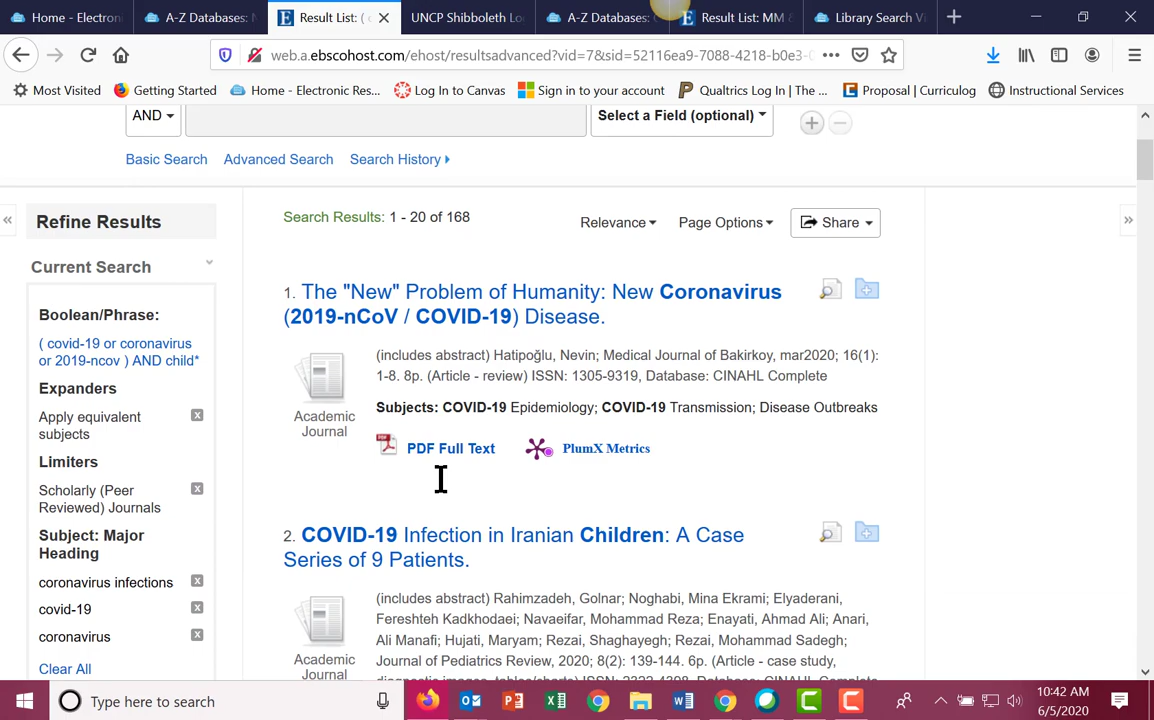 Home - Electroni
A-Z Databases: N
Result List: (
UNCP Shibboleth Lo
A-Z Databases:
Result List: MM &
Library Search Vi
web.a.ebscohost.com/ehost/resultsadvanced?vid=7&sid=52116ea9-7088-4218-b0e3-
Most Visited
Getting Started
Home - Electronic Res...
Log In to Canvas
Sign in to your account
Qualtrics Log In | The ...
Proposal | Curriculog
Instructional Services
AND
Select a Field (optional)
Basic Search
Advanced Search
Search History
Refine Results
Search Results: 1 - 20 of 168
Relevance
Page Options
Share
Current Search
Boolean/Phrase:
( covid-19 or coronavirus
or 2019-ncov ) AND child*
Expanders
Apply equivalent
subjects
Limiters
Scholarly (Peer
Reviewed) Journals
Subject: Major
Heading
coronavirus infections
covid-19
coronavirus
Clear All
1. The "New" Problem of Humanity: New Coronavirus
(2019-nCoV / COVID-19) Disease.
Academic
Journal
(includes abstract) Hatipoğlu, Nevin; Medical Journal of Bakirkoy, mar2020; 16(1):
1-8. 8p. (Article - review) ISSN: 1305-9319, Database: CINAHL Complete
Subjects: COVID-19 Epidemiology; COVID-19 Transmission; Disease Outbreaks
PDF Full Text
PlumX Metrics
2. COVID-19 Infection in Iranian Children: A Case
Series of 9 Patients.
Academic
Journal
(includes abstract) Rahimzadeh, Golnar; Noghabi, Mina Ekrami; Elyaderani,
Fereshteh Kadkhodaei; Navaeifar, Mohammad Reza; Enayati, Ahmad Ali; Anari,
Ali Manafi; Hujati, Maryam; Rezai, Shaghayegh; Rezai, Mohammad Sadegh;
Journal of Pediatrics Review, 2020; 8(2): 139-144. 6p. (Article - case study,
Type here to search
10:42 AM
6/5/2020